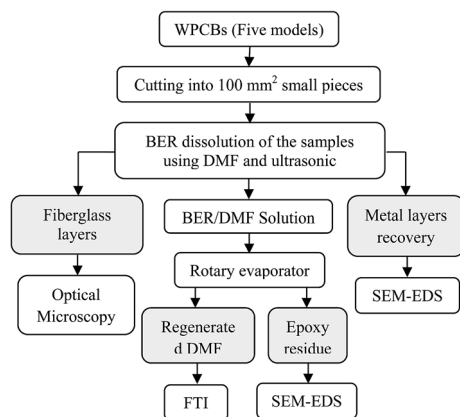 WPCBs (Five models)
Cutting into 100 mm² small pieces
BER dissolution of the samples
using DMF and ultrasonic
Fiberglass
layers
BER/DMF Solution
Metal layers
recovery
Optical
Microscopy
Rotary evaporator
SEM-EDS
Regenerate
d DMF
Epoxy
residue
FTI
SEM-EDS